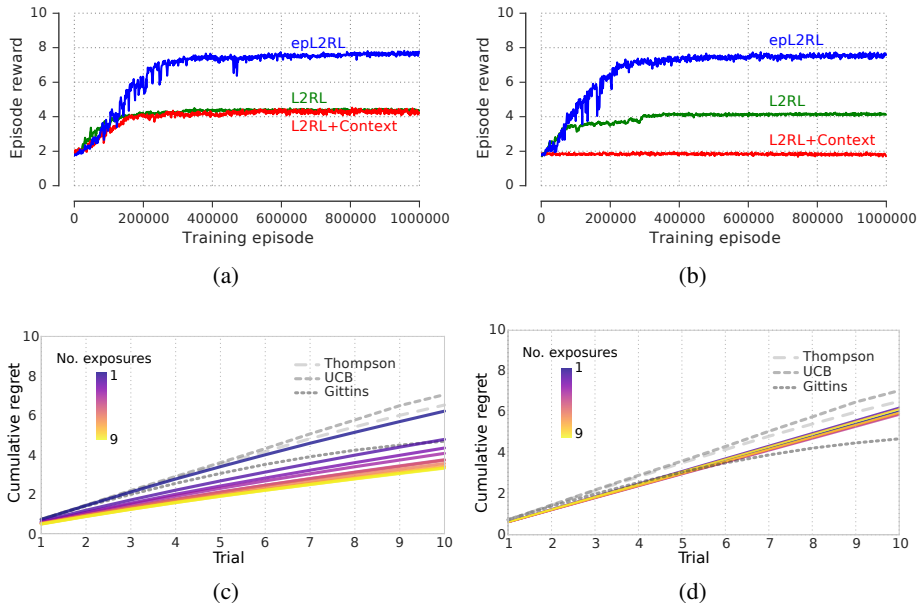 10
8
6
4
2
0
Episode reward
epL2RL
L2RL
L2RL+Context
0 200000 400000 600000 800000 1000000
Training episode
(a)
10
8
6
4
2
0
Episode reward
epL2RL
L2RL
L2RL+Context
0 200000 400000 600000 800000 1000000
Training episode
(b)
10
8
6
4
2
0
Cumulative regret
No. exposures
1
9
Thompson
UCB
Gittins
1 2 3 4 5 6 7 8 9 10
Trial
(c)
10
8
6
4
2
0
Cumulative regret
No. exposures
1
9
Thompson
UCB
Gittins
1 2 3 4 5 6 7 8 9 10
Trial
(d)